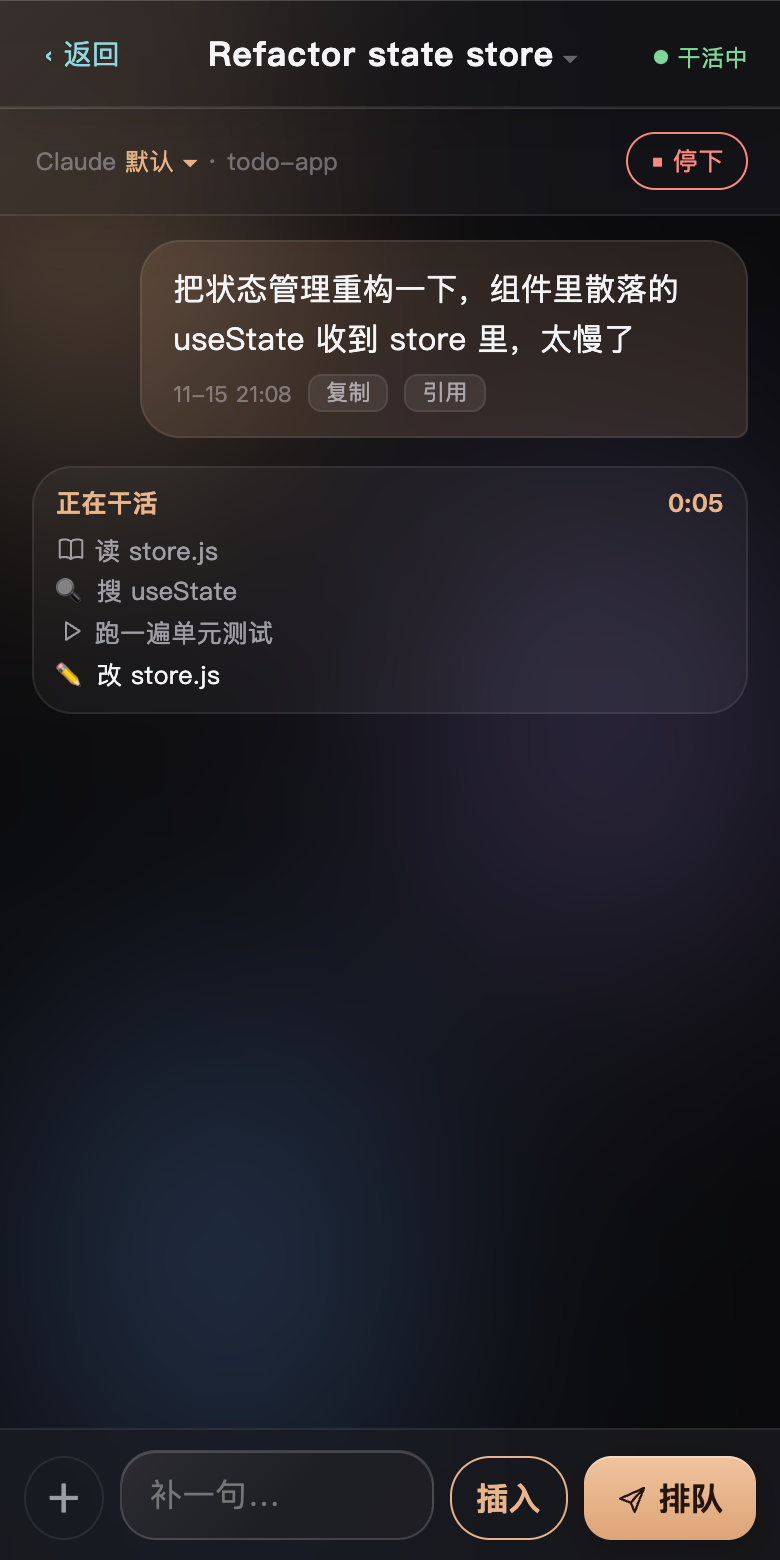 ‹ 返回
Refactor state store
干活中
Claude 默认 · todo-app
停下
把状态管理重构一下，组件里散落的
useState 收到 store 里，太慢了
11-15 21:08 复制 引用
正在干活 0:05
读 store.js
搜 useState
跑一遍单元测试
改 store.js
补一句…
插入
排队